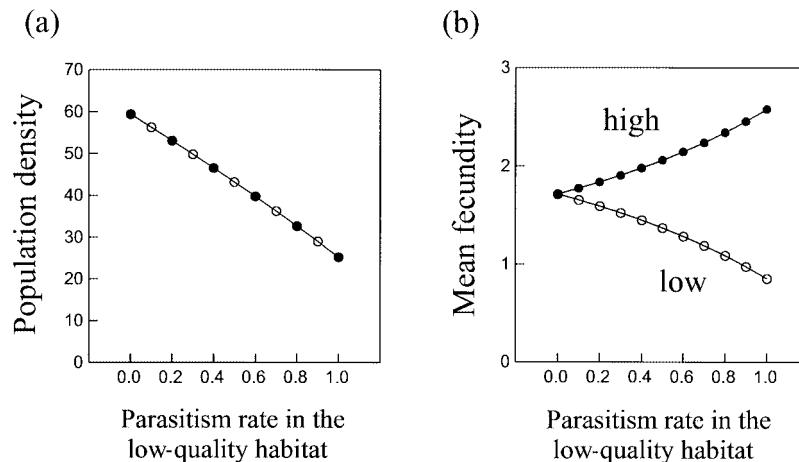 (a)
70
60
50
40
30
20
10
0
Population density
0.0 0.2 0.4 0.6 0.8 1.0
Parasitism rate in the
low-quality habitat
(b)
3
2
1
0
Mean fecundity
high
low
0.0 0.2 0.4 0.6 0.8 1.0
Parasitism rate in the
low-quality habitat